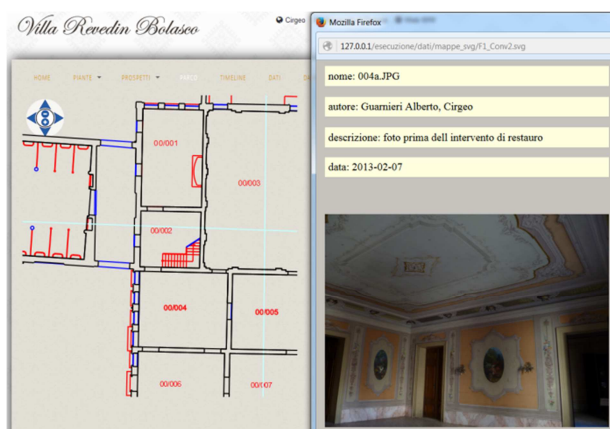 Villa Revedin Bolasco
Cirgeo
HOME PIANTE PROSPETTI PARCO TIMELINE DATI
00/001
00/003
00/002
00/004
00/005
00/006
00/007
Mozilla Firefox
127.0.0.1/esecuzione/dati/mappe_svg/F1_Conv2.svg
nome: 004a.JPG
autore: Guarnieri Alberto, Cirgeo
descrizione: foto prima dell intervento di restauro
data: 2013-02-07